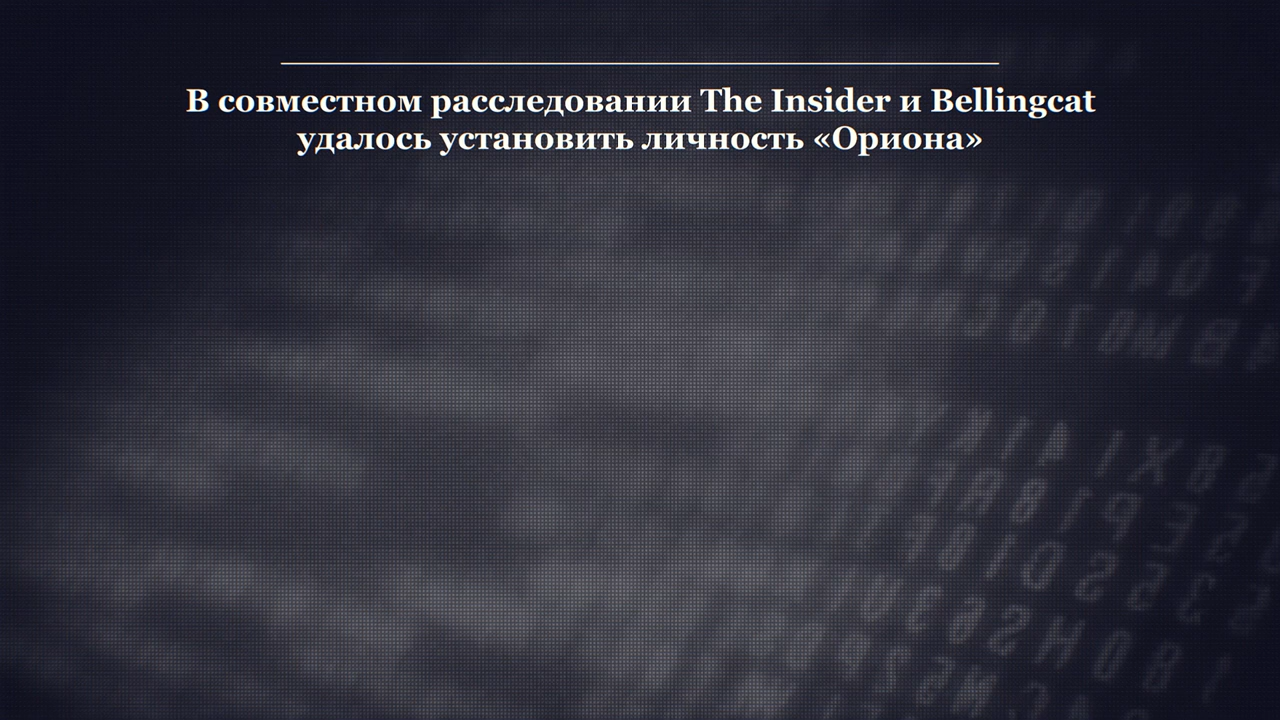 В совместном расследовании The Insider и Bellingcat
удалось установить личность «Ориона»